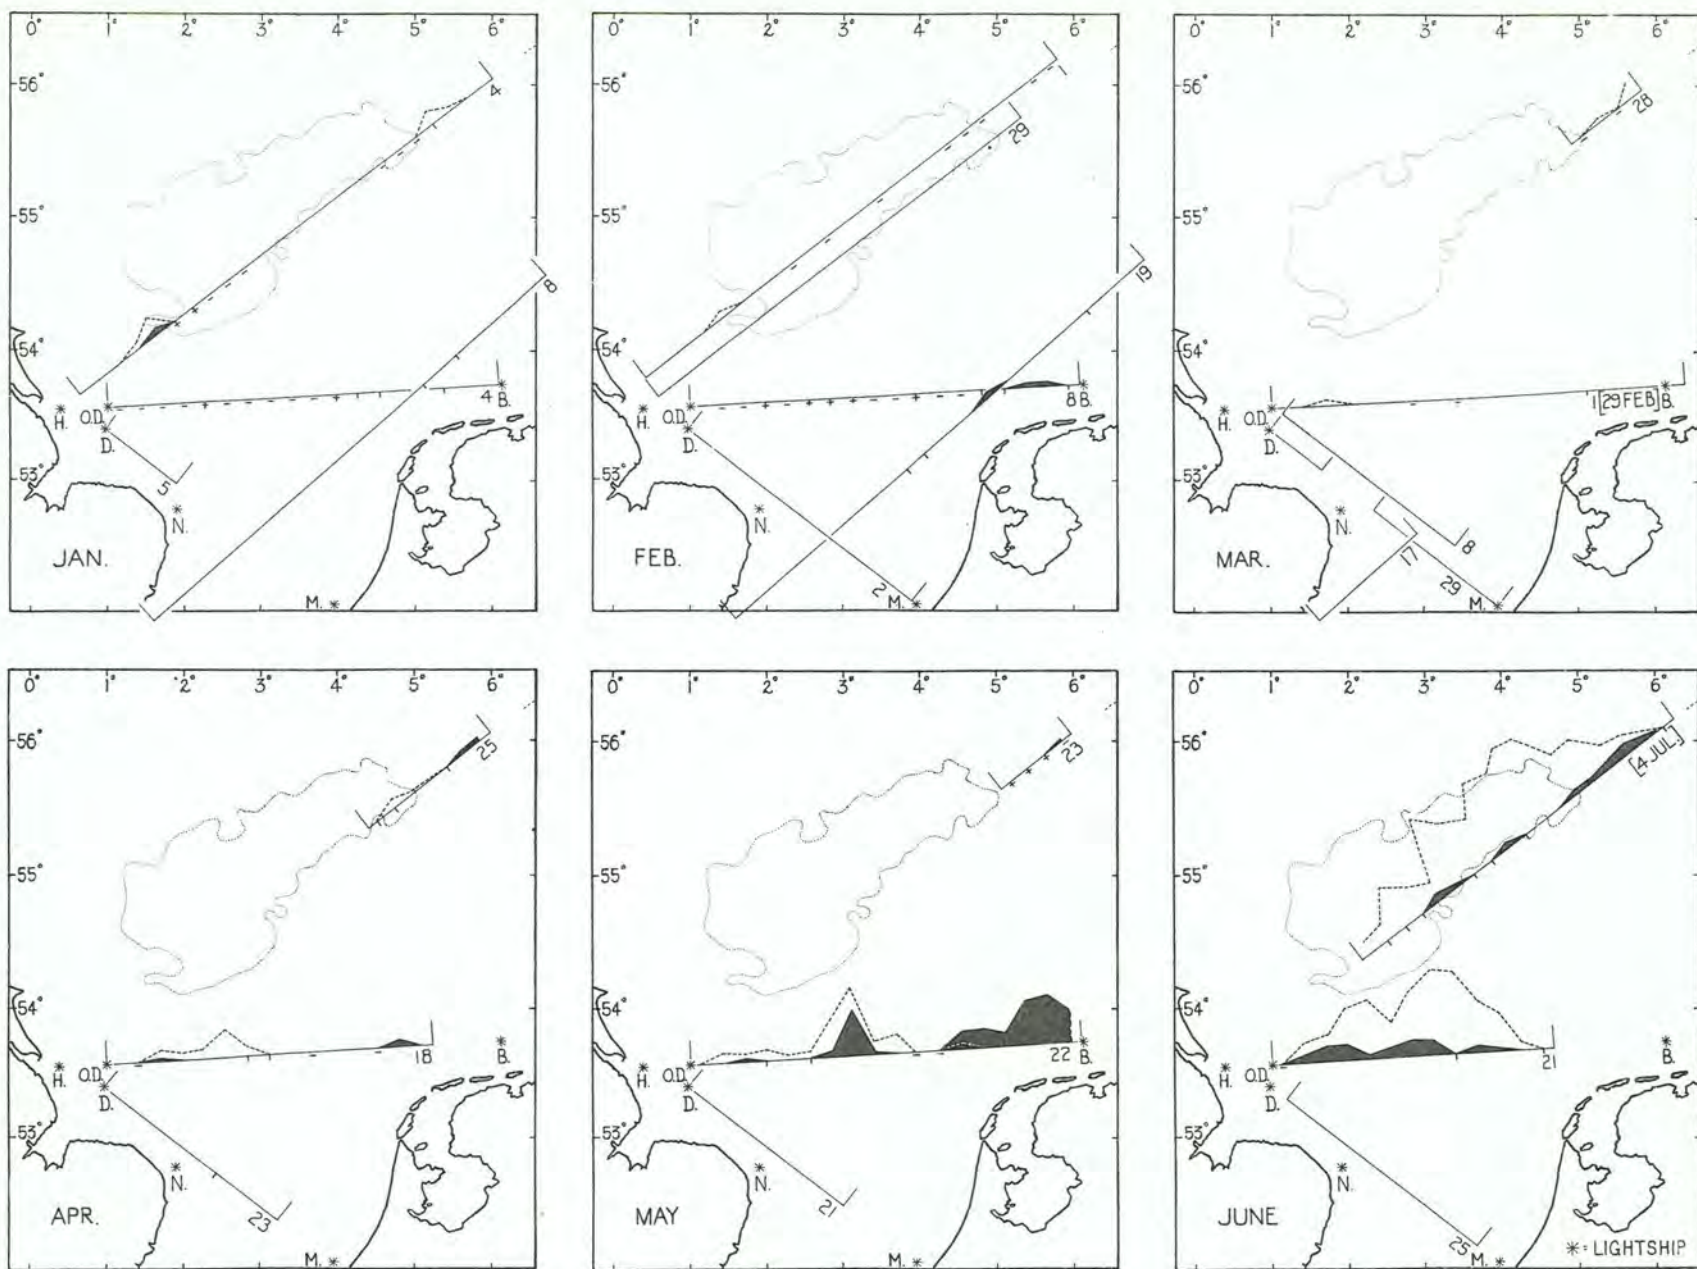 0° 1° 2° 3° 4° 5° 6°
56°
55°
54°
53°
4
8
4 B.
H. O.D.
D.
5
N.
JAN.
M.
0° 1° 2° 3° 4° 5° 6°
56°
55°
54°
53°
1
29
19
8 B.
H. O.D.
D.
N.
FEB.
2
M.
0° 1° 2° 3° 4° 5° 6°
56°
55°
54°
53°
28
1 [29 FEB] B.
H. O.D.
D.
N.
8
17
29
MAR.
M.
0° 1° 2° 3° 4° 5° 6°
56°
55°
54°
53°
25
18 B.
H. O.D.
D.
N.
23
APR.
M.
0° 1° 2° 3° 4° 5° 6°
56°
55°
54°
53°
23
22 B.
H. O.D.
D.
N.
21
MAY
M.
0° 1° 2° 3° 4° 5° 6°
56°
55°
54°
53°
[4 JUL.]
21 B.
H. O.D.
D.
N.
25
JUNE
M.
* = LIGHTSHIP